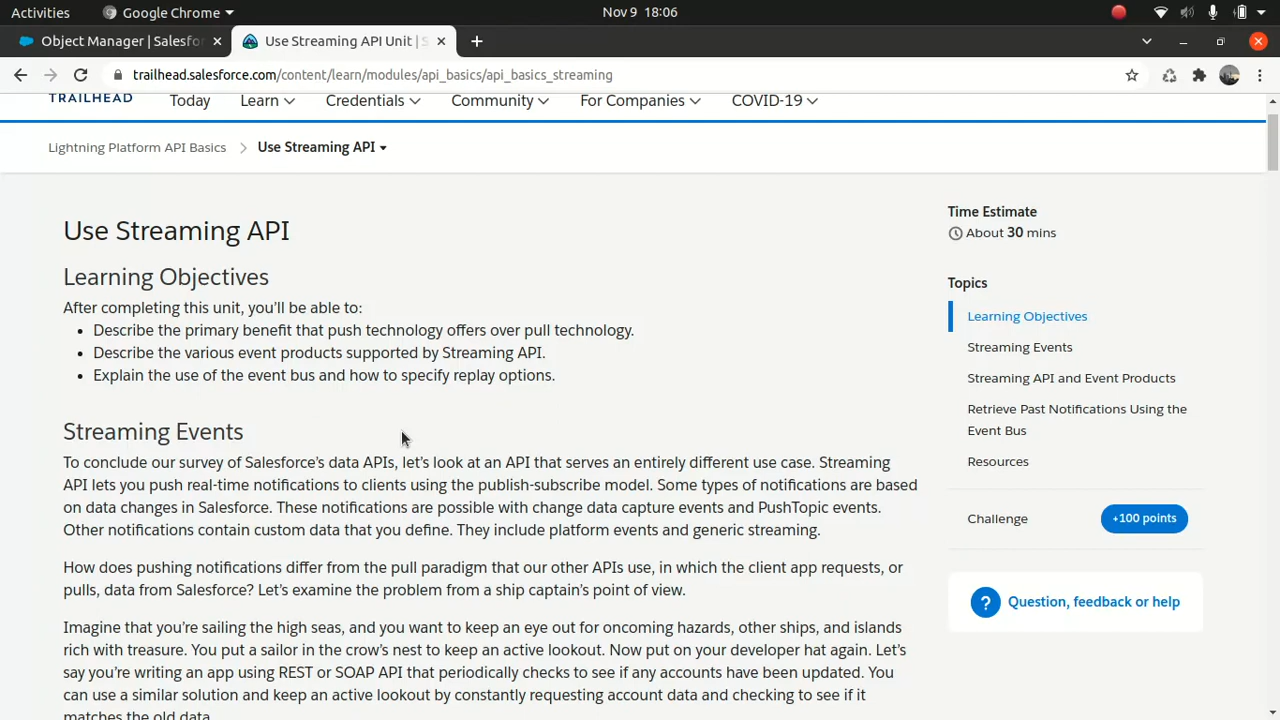 Activities
Google Chrome
Nov 9 18:06
Object Manager | Salesfo
Use Streaming API Unit | S
trailhead.salesforce.com/content/learn/modules/api_basics/api_basics_streaming
TRAILHEAD
Today
Learn
Credentials
Community
For Companies
COVID-19
Lightning Platform API Basics
Use Streaming API
Use Streaming API
Learning Objectives
After completing this unit, you'll be able to:
• Describe the primary benefit that push technology offers over pull technology.
• Describe the various event products supported by Streaming API.
• Explain the use of the event bus and how to specify replay options.
Streaming Events
To conclude our survey of Salesforce's data APIs, let's look at an API that serves an entirely different use case. Streaming
API lets you push real-time notifications to clients using the publish-subscribe model. Some types of notifications are based
on data changes in Salesforce. These notifications are possible with change data capture events and PushTopic events.
Other notifications contain custom data that you define. They include platform events and generic streaming.
How does pushing notifications differ from the pull paradigm that our other APIs use, in which the client app requests, or
pulls, data from Salesforce? Let's examine the problem from a ship captain's point of view.
Imagine that you're sailing the high seas, and you want to keep an eye out for oncoming hazards, other ships, and islands
rich with treasure. You put a sailor in the crow's nest to keep an active lookout. Now put on your developer hat again. Let's
say you're writing an app using REST or SOAP API that periodically checks to see if any accounts have been updated. You
can use a similar solution and keep an active lookout by constantly requesting account data and checking to see if it
matches the old data.
Time Estimate
About 30 mins
Topics
Learning Objectives
Streaming Events
Streaming API and Event Products
Retrieve Past Notifications Using the
Event Bus
Resources
Challenge
+100 points
? Question, feedback or help